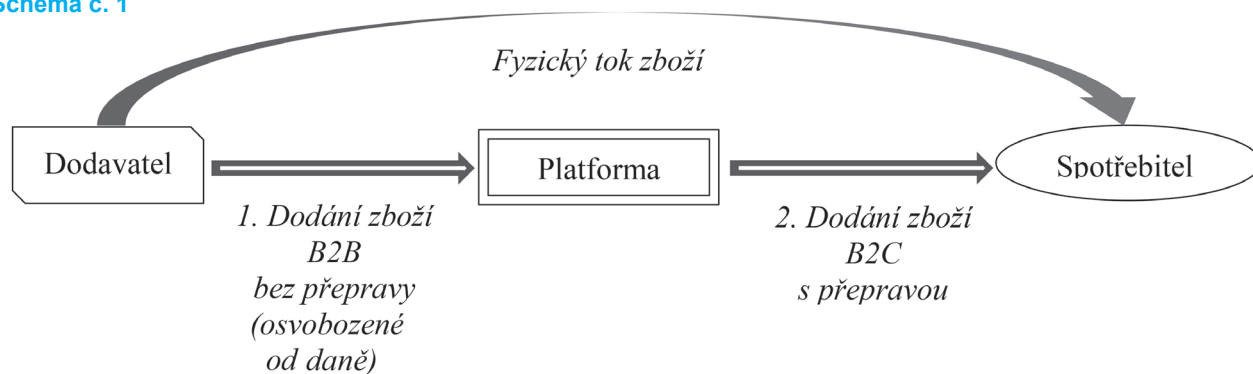 Schéma č. 1
Fyzický tok zboží
Dodavatel
Platforma
Spotřebitel
1. Dodání zboží
B2B
bez přepravy
(osvobozené
od daně)
2. Dodání zboží
B2C
s přepravou